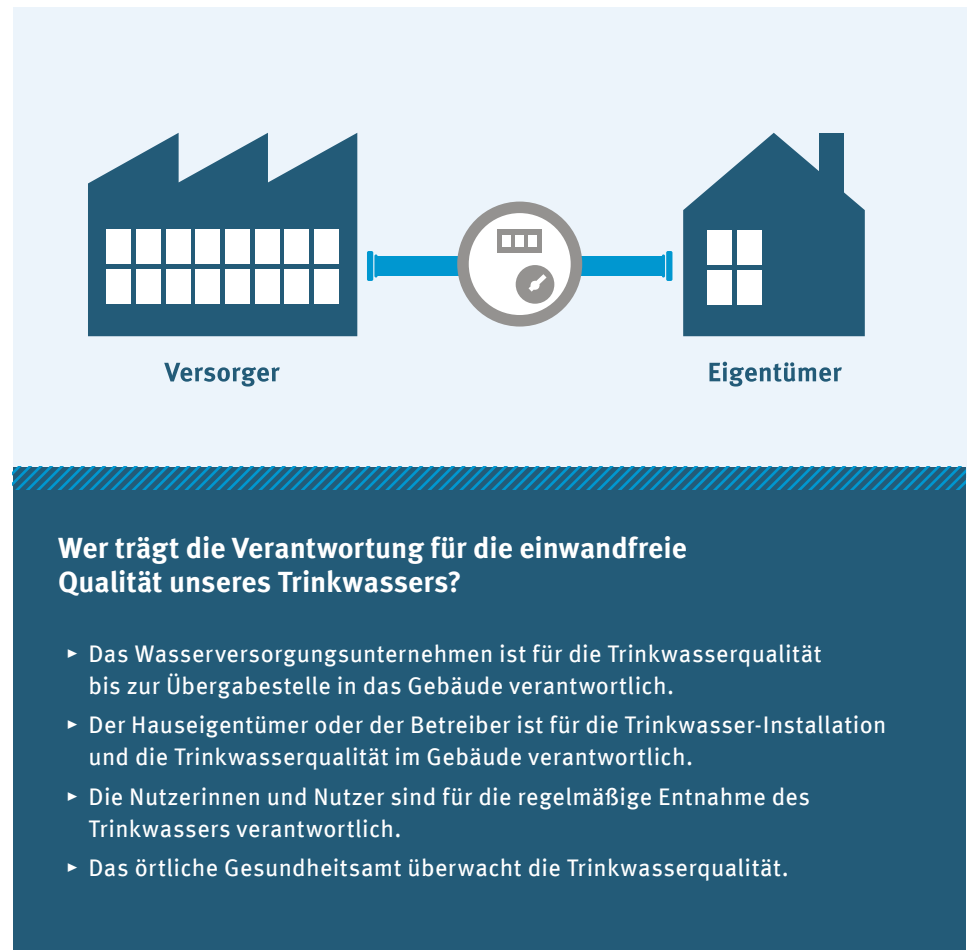 Versorger
Eigentümer
Wer trägt die Verantwortung für die einwandfreie
Qualität unseres Trinkwassers?
▸ Das Wasserversorgungsunternehmen ist für die Trinkwasserqualität
bis zur Übergabestelle in das Gebäude verantwortlich.
▸ Der Hauseigentümer oder der Betreiber ist für die Trinkwasser-Installation
und die Trinkwasserqualität im Gebäude verantwortlich.
▸ Die Nutzerinnen und Nutzer sind für die regelmäßige Entnahme des
Trinkwassers verantwortlich.
▸ Das örtliche Gesundheitsamt überwacht die Trinkwasserqualität.